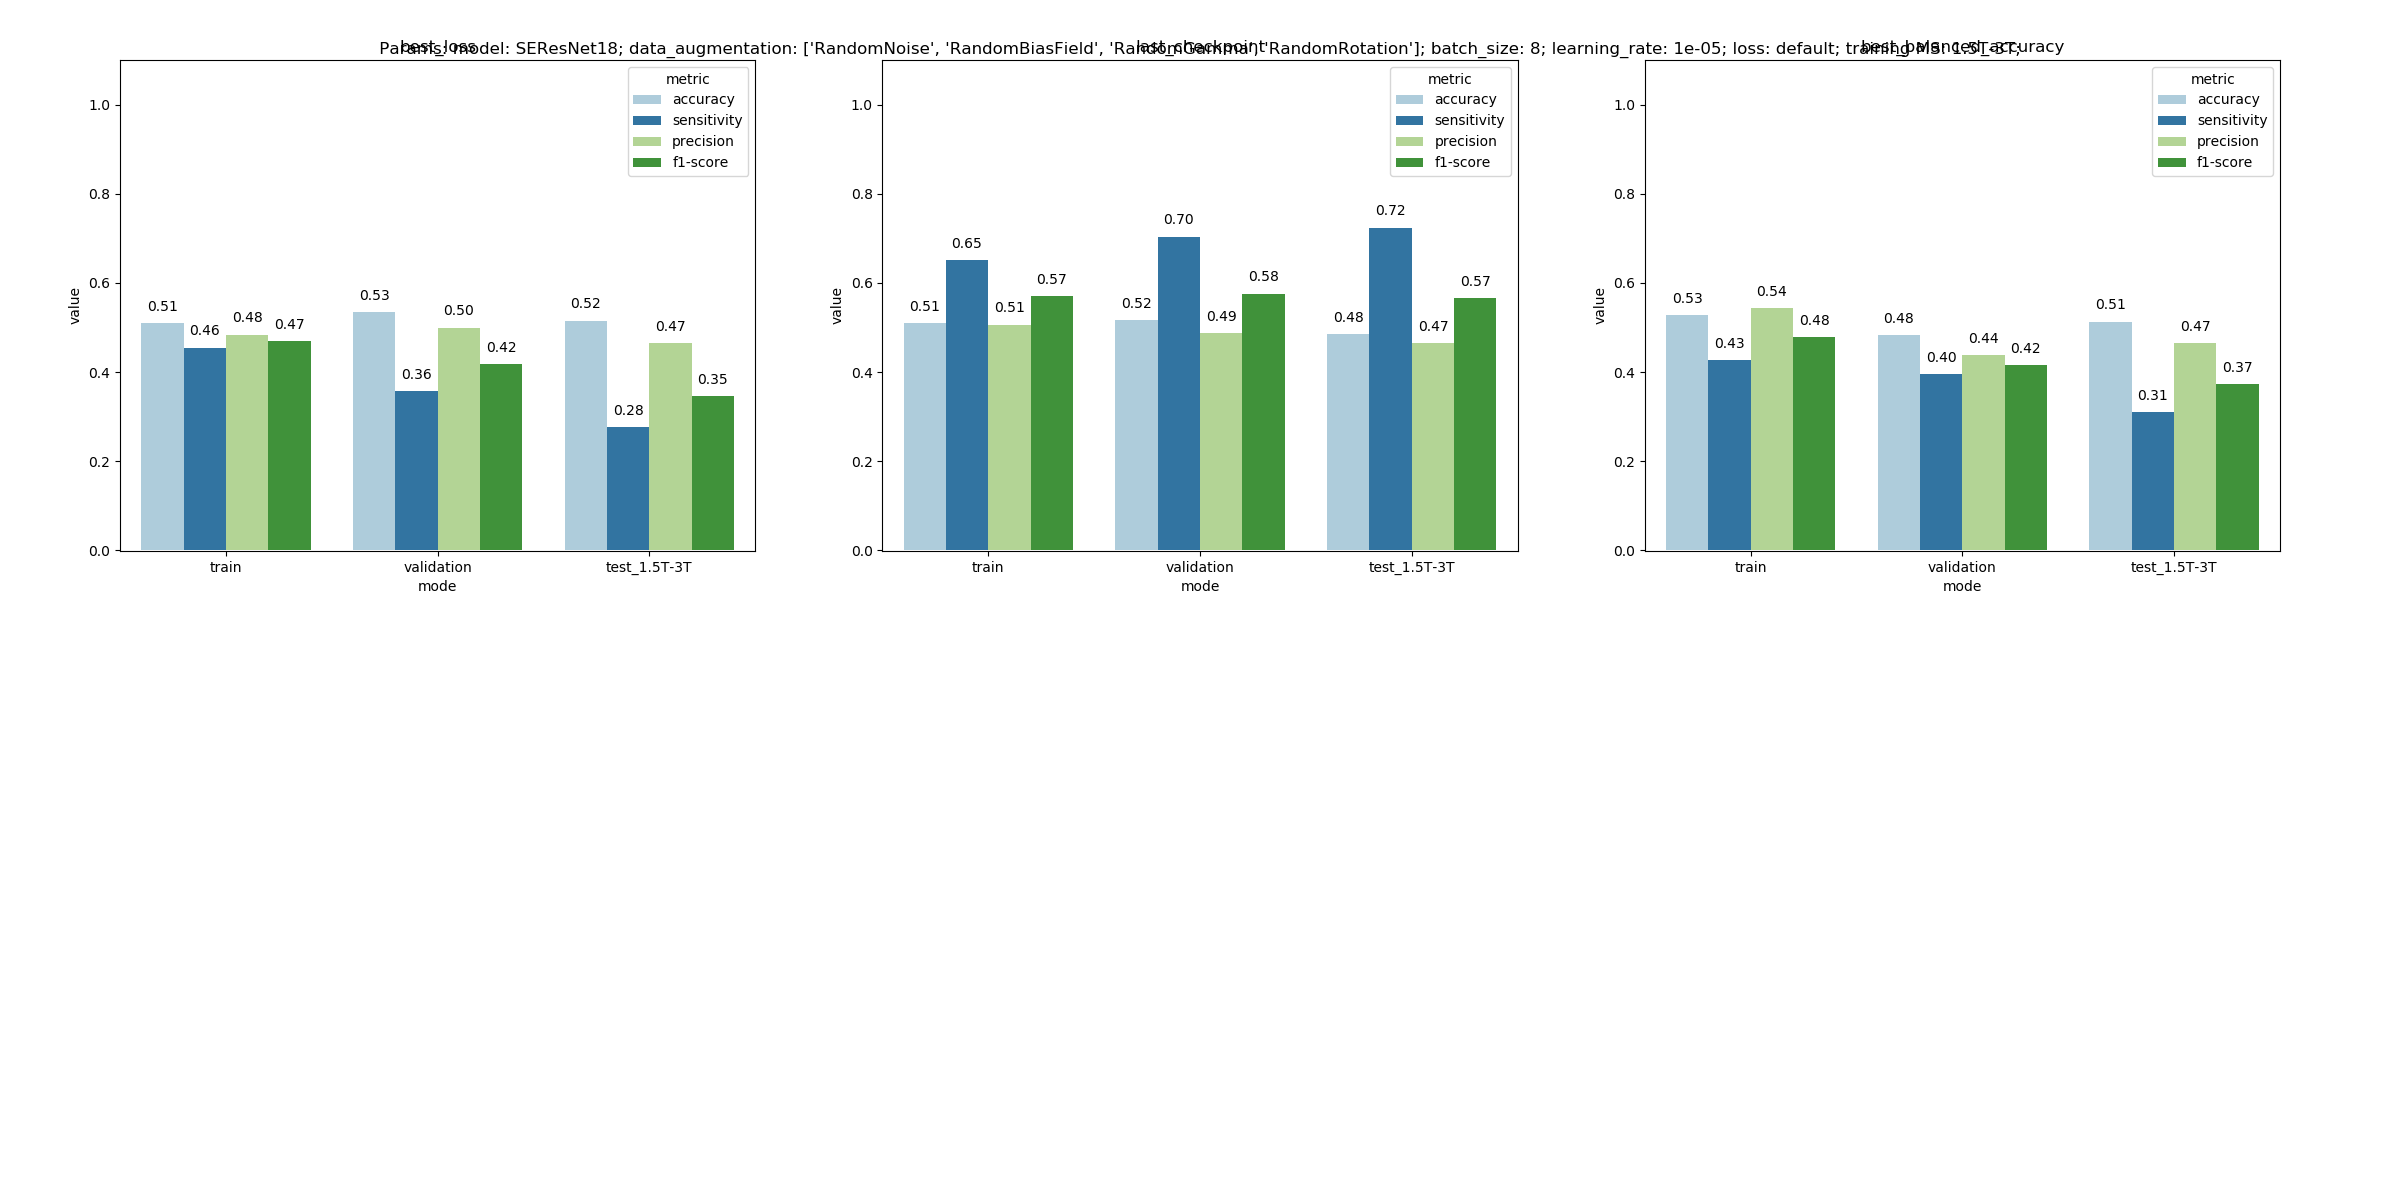 best_loss
last_checkpoint
best_balanced_accuracy
Params: model: SEResNet18; data_augmentation: ['RandomNoise', 'RandomBiasField', 'RandomGamma', 'RandomRotation']; batch_size: 8; learning_rate: 1e-05; loss: default; training MS: 1.5T-3T;
metric
accuracy
sensitivity
precision
f1-score
1.0
0.8
0.6
0.4
0.2
0.0
value
0.51
0.46
0.48
0.47
0.53
0.36
0.50
0.42
0.52
0.28
0.47
0.35
train
validation
test_1.5T-3T
mode
metric
accuracy
sensitivity
precision
f1-score
1.0
0.8
0.6
0.4
0.2
0.0
value
0.51
0.65
0.51
0.57
0.52
0.70
0.49
0.58
0.48
0.72
0.47
0.57
train
validation
test_1.5T-3T
mode
metric
accuracy
sensitivity
precision
f1-score
1.0
0.8
0.6
0.4
0.2
0.0
value
0.53
0.43
0.54
0.48
0.48
0.40
0.44
0.42
0.51
0.31
0.47
0.37
train
validation
test_1.5T-3T
mode